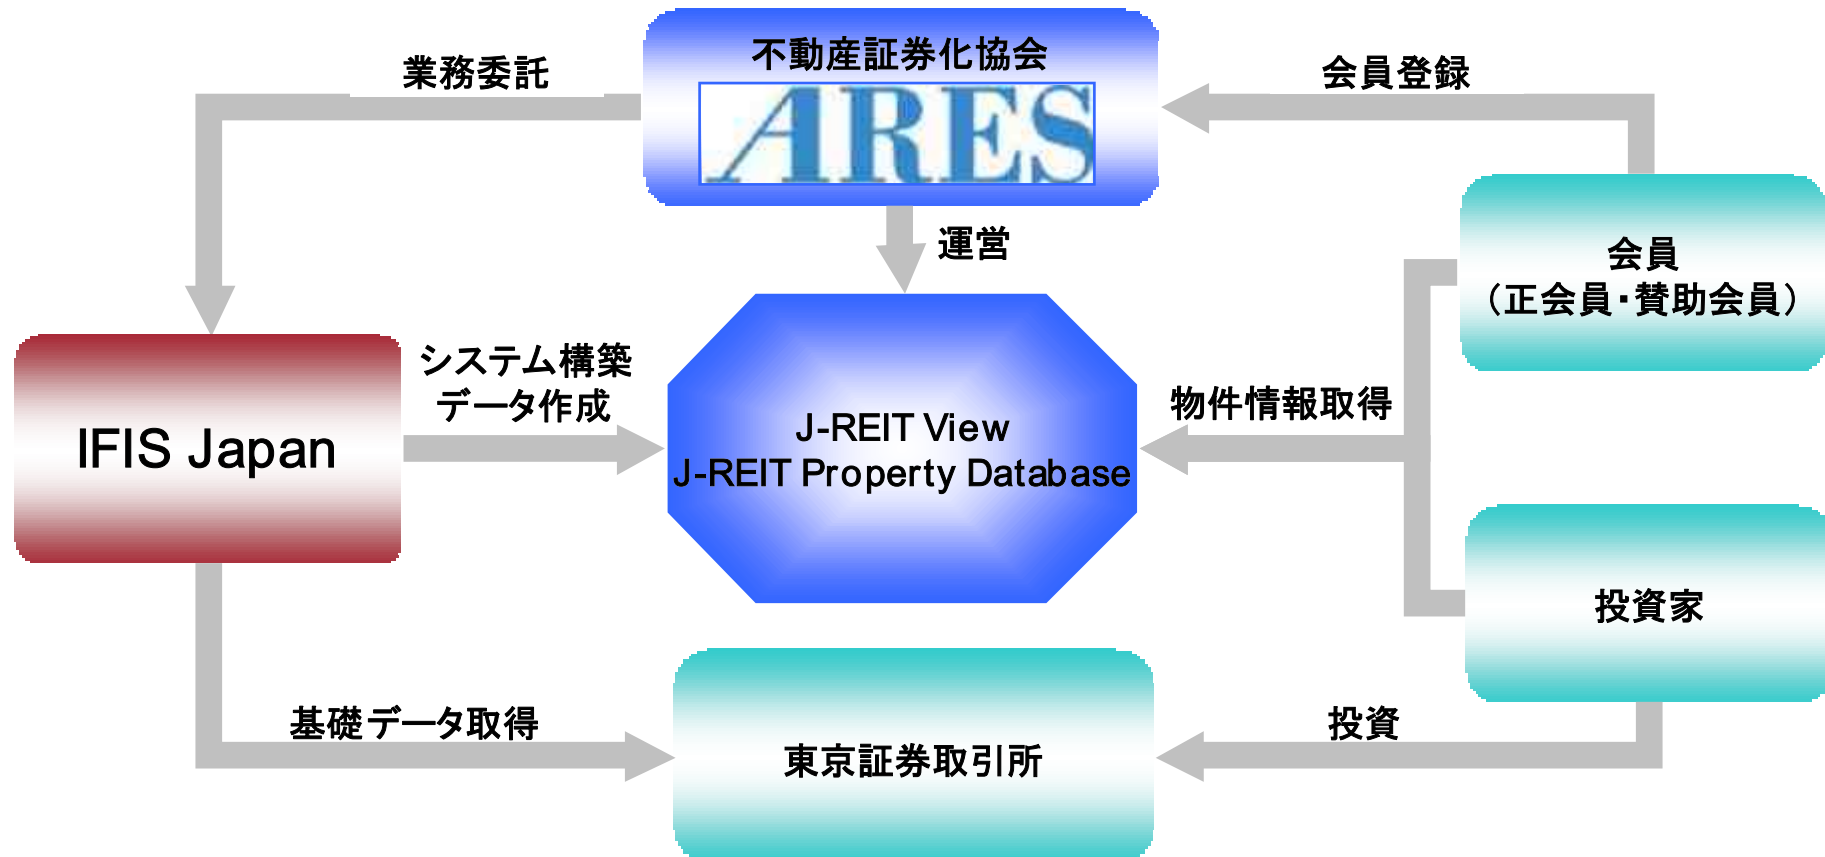 不動産証券化協会
ARES
業務委託
会員登録
運営
会員
（正会員・賛助会員）
システム構築
データ作成
IFIS Japan
J-REIT View
J-REIT Property Database
物件情報取得
投資家
基礎データ取得
東京証券取引所
投資